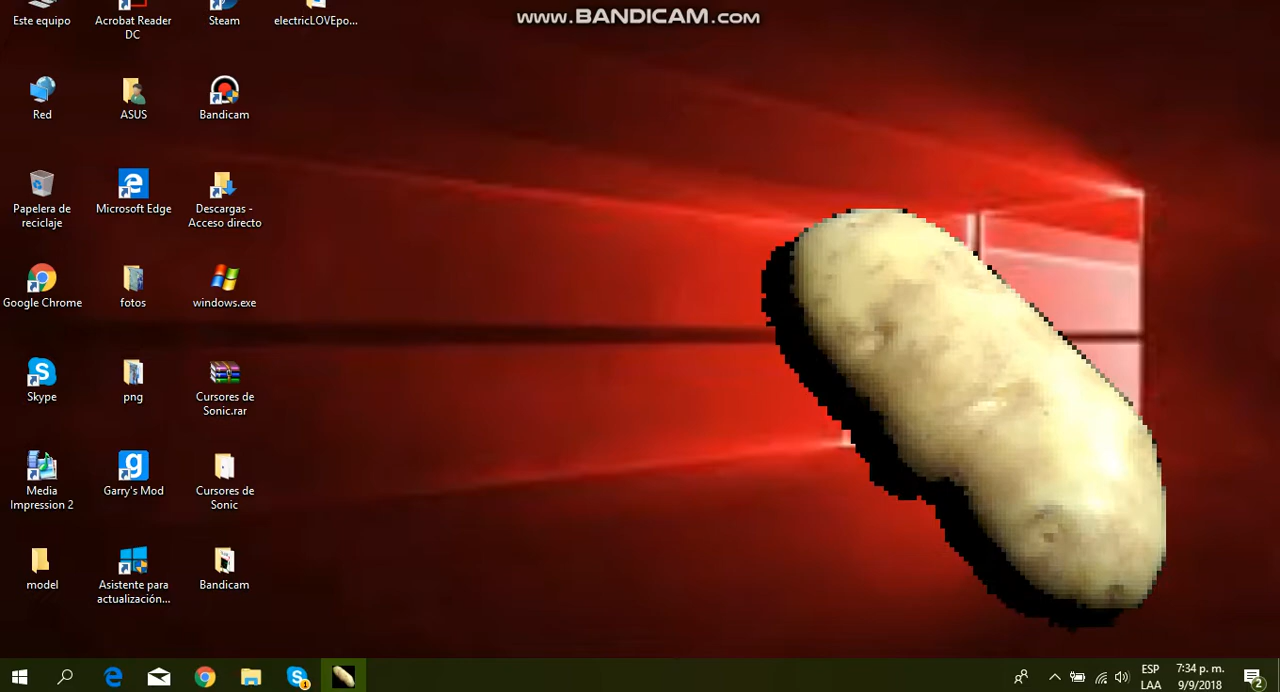 www.BANDICAM.com
Este equipo
Acrobat Reader
DC
Steam
electricLOVEpo...
Red
ASUS
Bandicam
Papelera de
reciclaje
Microsoft Edge
Descargas -
Acceso directo
Google Chrome
fotos
windows.exe
Skype
png
Cursores de
Sonic.rar
Media
Impression 2
Garry's Mod
Cursores de
Sonic
model
Asistente para
actualización...
Bandicam
ESP
LAA
7:34 p. m.
9/9/2018
1
2